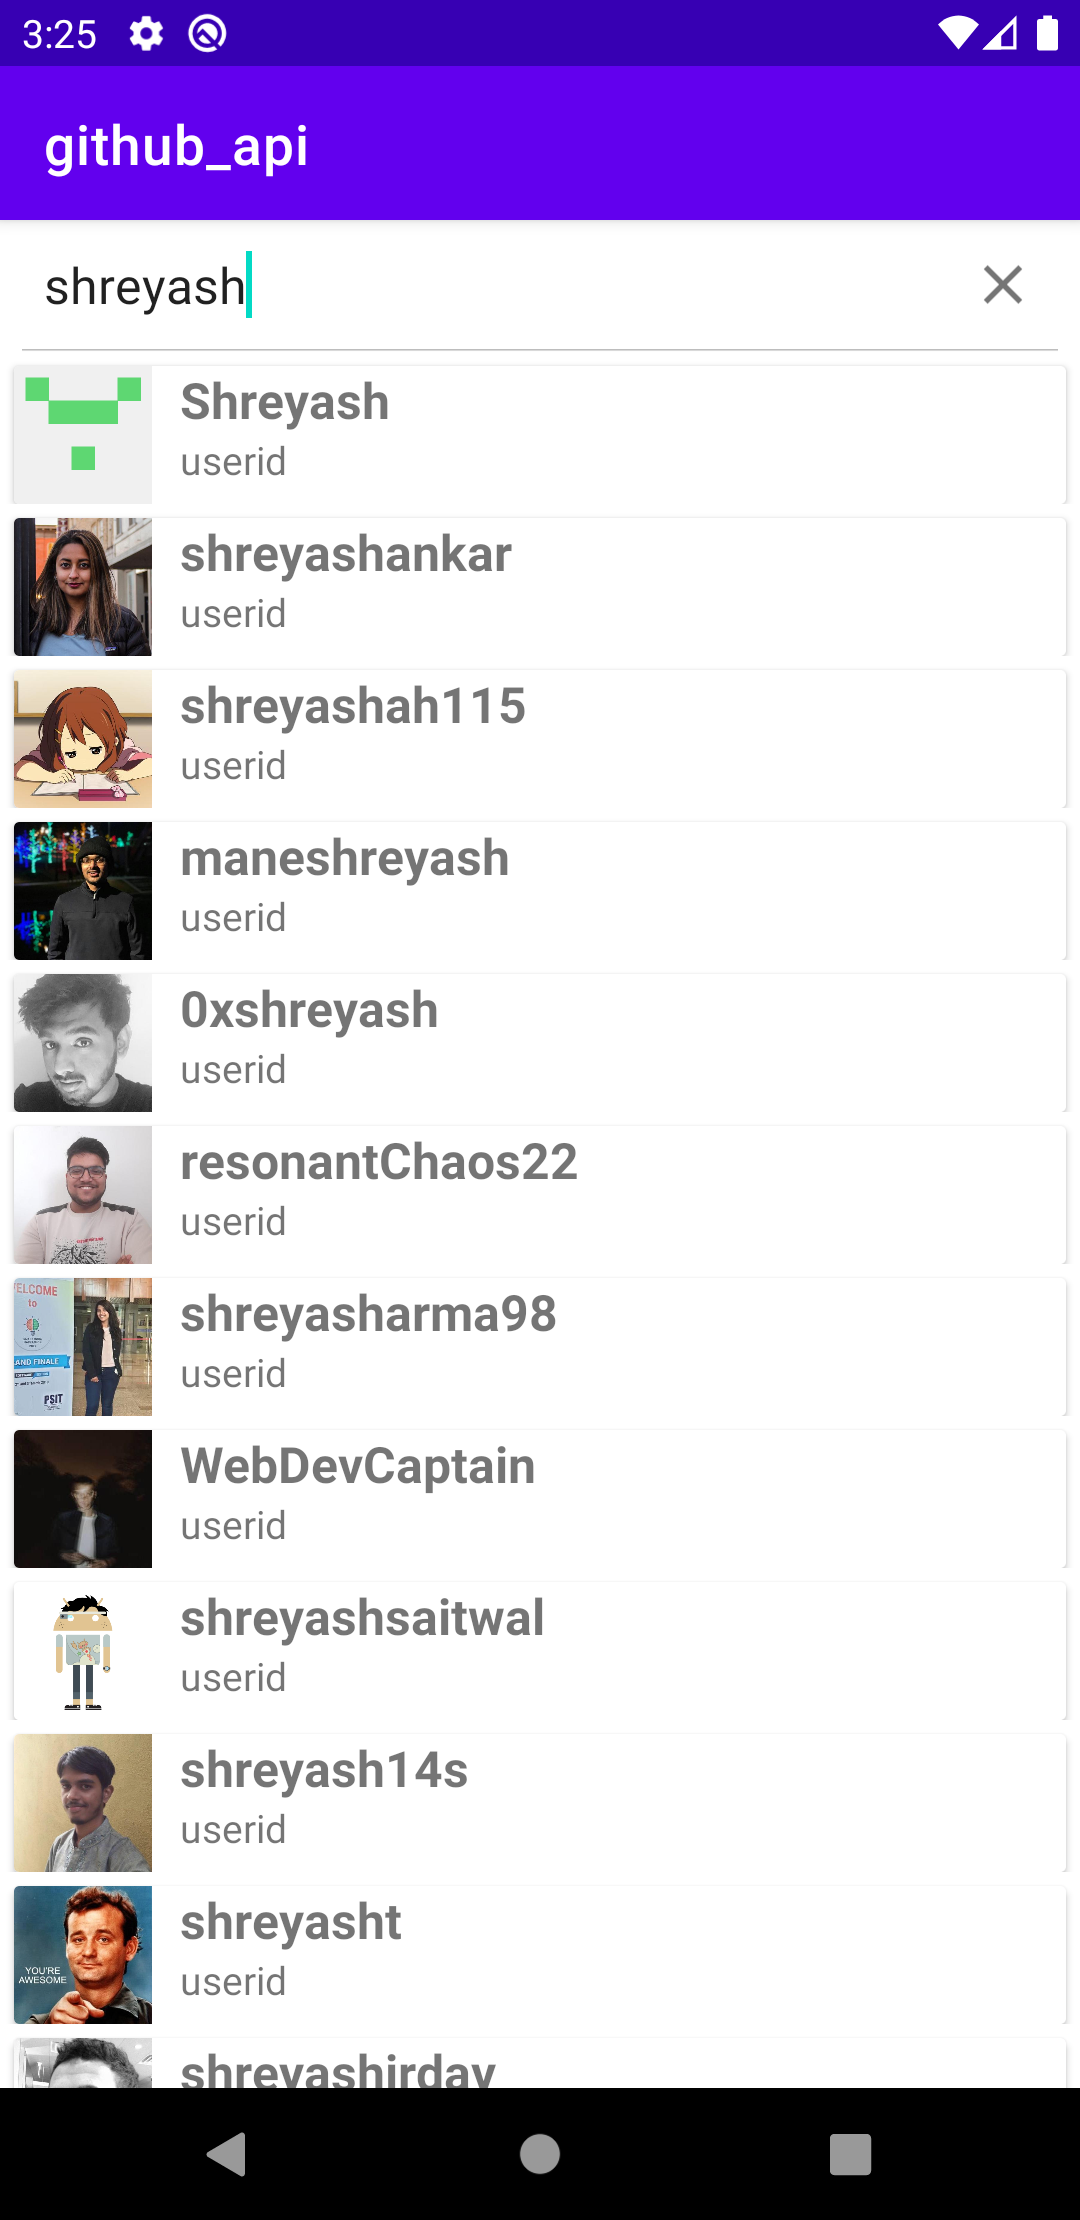 3:25
github_api
shreyash
Shreyash
userid
shreyashankar
userid
shreyashah115
userid
maneshreyash
userid
0xshreyash
userid
resonantChaos22
userid
shreyasharma98
userid
ELCOME
to
AND FINALE
PSIT
WebDevCaptain
userid
shreyashsaitwal
userid
shreyash14s
userid
shreyasht
userid
YOU'RE
AWESOME
shreyashirday